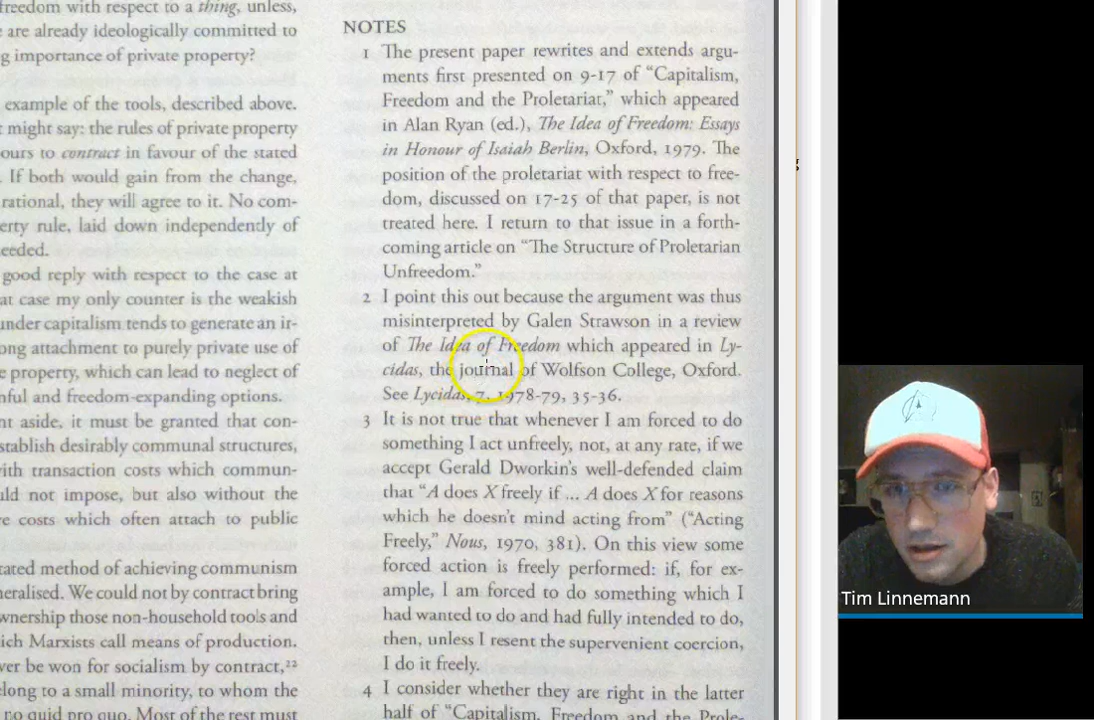 freedom with respect to a thing, unless,
are already ideologically committed to
g importance of private property?
example of the tools, described above.
might say: the rules of private property
ours to contract in favour of the stated
If both would gain from the change,
rational, they will agree to it. No com-
erty rule, laid down independently of
eeded.
good reply with respect to the case at
at case my only counter is the weakish
under capitalism tends to generate an ir-
ong attachment to purely private use of
e property, which can lead to neglect of
nful and freedom-expanding options.
nt aside, it must be granted that con-
stablish desirably communal structures,
with transaction costs which commun-
uld not impose, but also without the
e costs which often attach to public
tated method of achieving communism
neralised. We could not by contract bring
wnership those non-household tools and
ich Marxists call means of production.
ver be won for socialism by contract,²²
elong to a small minority, to whom the
no quid pro quo. Most of the rest must
NOTES
1 The present paper rewrites and extends argu-
ments first presented on 9-17 of “Capitalism,
Freedom and the Proletariat,” which appeared
in Alan Ryan (ed.), The Idea of Freedom: Essays
in Honour of Isaiah Berlin, Oxford, 1979. The
position of the proletariat with respect to free-
dom, discussed on 17-25 of that paper, is not
treated here. I return to that issue in a forth-
coming article on “The Structure of Proletarian
Unfreedom.”
2 I point this out because the argument was thus
misinterpreted by Galen Strawson in a review
of The Idea of Freedom which appeared in Ly-
cidas, the journal of Wolfson College, Oxford.
See Lycidas, 7, 1978-79, 35-36.
3 It is not true that whenever I am forced to do
something I act unfreely, not, at any rate, if we
accept Gerald Dworkin’s well-defended claim
that “A does X freely if ... A does X for reasons
which he doesn’t mind acting from” (“Acting
Freely,” Nous, 1970, 381). On this view some
forced action is freely performed: if, for ex-
ample, I am forced to do something which I
had wanted to do and had fully intended to do,
then, unless I resent the supervenient coercion,
I do it freely.
4 I consider whether they are right in the latter
half of “Capitalism, Freedom and the Prole-
Tim Linnemann